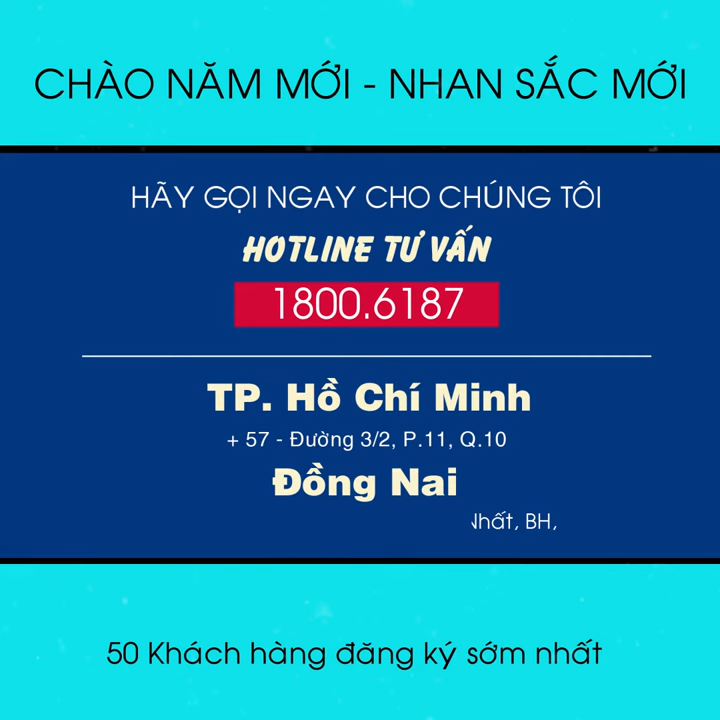 CHÀO NĂM MỚI - NHAN SẮC MỚI
HÃY GỌI NGAY CHO CHÚNG TÔI
HOTLINE TƯ VẤN
1800.6187
TP. Hồ Chí Minh
+ 57 - Đường 3/2, P.11, Q.10
Đồng Nai
BH,
50 Khách hàng đăng ký sớm nhất